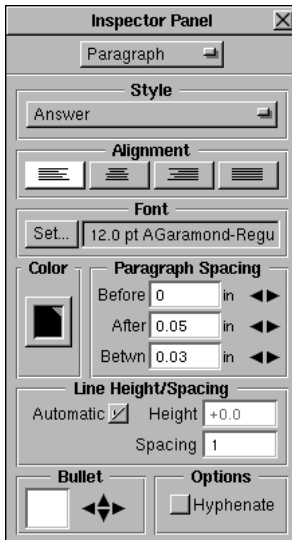 Inspector Panel
Paragraph
Style
Answer
Alignment
Font
Set... 12.0 pt AGaramond-Regu
Color
Paragraph Spacing
Before 0 in
After 0.05 in
Betwn 0.03 in
Line Height/Spacing
Automatic Height +0.0
Spacing 1
Bullet
Options
Hyphenate